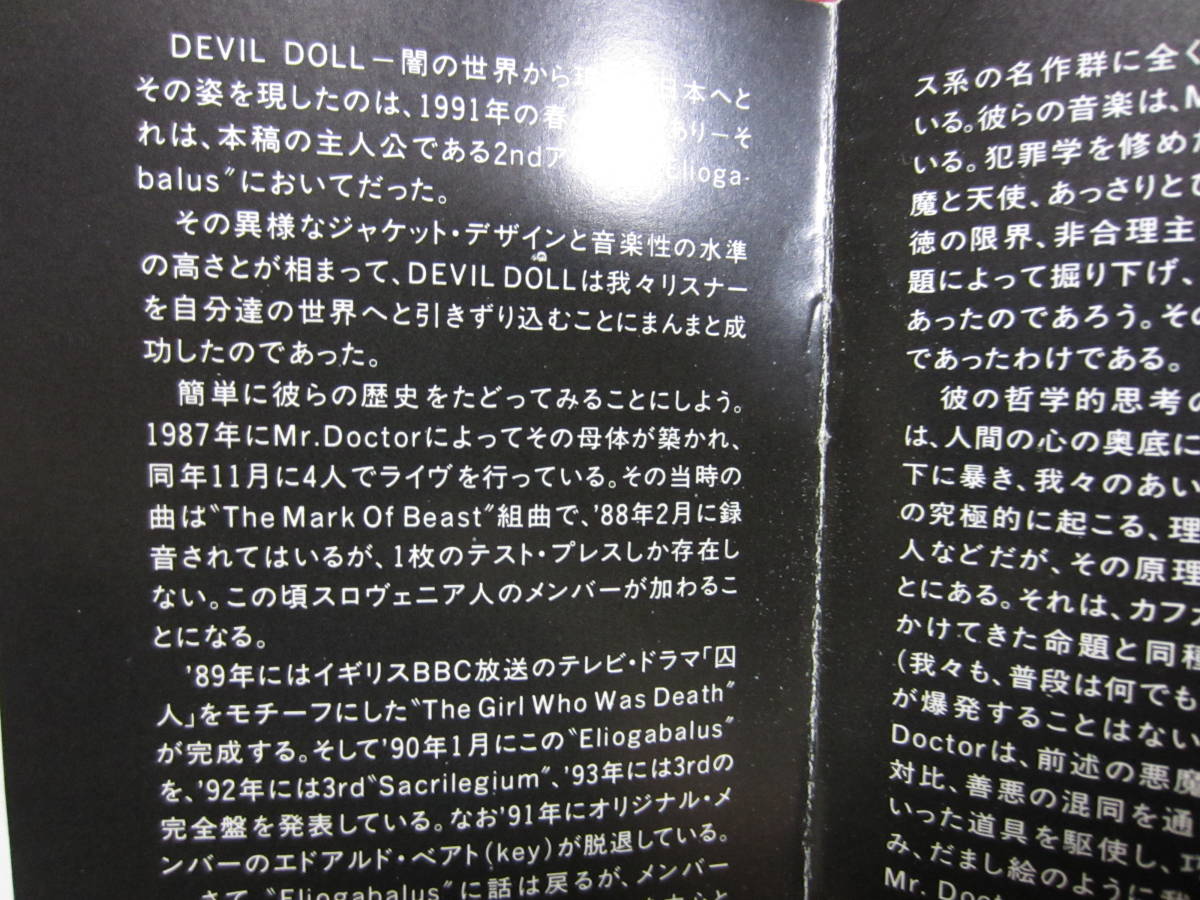 DEVIL DOLL－闇の世界から 日本へと
その姿を現したのは、1991年の春 あり－そ
れは、本稿の主人公である2ndア Elioga-
balus"においてだった。
その異様なジャケット・デザインと音楽性の水準
の高さとが相まって、DEVIL DOLLは我々リスナー
を自分達の世界へと引きずり込むことにまんまと成
功したのであった。
簡単に彼らの歴史をたどってみることにしよう。
1987年にMr.Doctorによってその母体が築かれ、
同年11月に4人でライヴを行っている。その当時の
曲は"The Mark Of Beast"組曲で、'88年2月に録
音されてはいるが、1枚のテスト・プレスしか存在し
ない。この頃スロヴェニア人のメンバーが加わるこ
とになる。
'89年にはイギリスBBC放送のテレビ・ドラマ「囚
人」をモチーフにした"The Girl Who Was Death"
が完成する。そして'90年1月にこの"Eliogabalus"
を、'92年には3rd"Sacrilegium"、'93年には3rdの
完全盤を発表している。なお'91年にオリジナル・メ
ンバーのエドアルド・ベアト(key)が脱退している。
さて、"Eliogabalus"に話は戻るが、メンバー
ス系の名作群に全く
いる。彼らの音楽は、M
いる。犯罪学を修めた
魔と天使、あっさりとひ
徳の限界、非合理主
題によって掘り下げ、
あったのであろう。その
であったわけである。
彼の哲学的思考の
は、人間の心の奥底に
下に暴き、我々のあい
の究極的に起こる、理
人などだが、その原理
とにある。それは、カフカ
かけてきた命題と同種
(我々も、普段は何でも
が爆発することはない
Doctorは、前述の悪魔
対比、善悪の混同を通
いった道具を駆使し、巧
み、だまし絵のように我
Mr. Doct